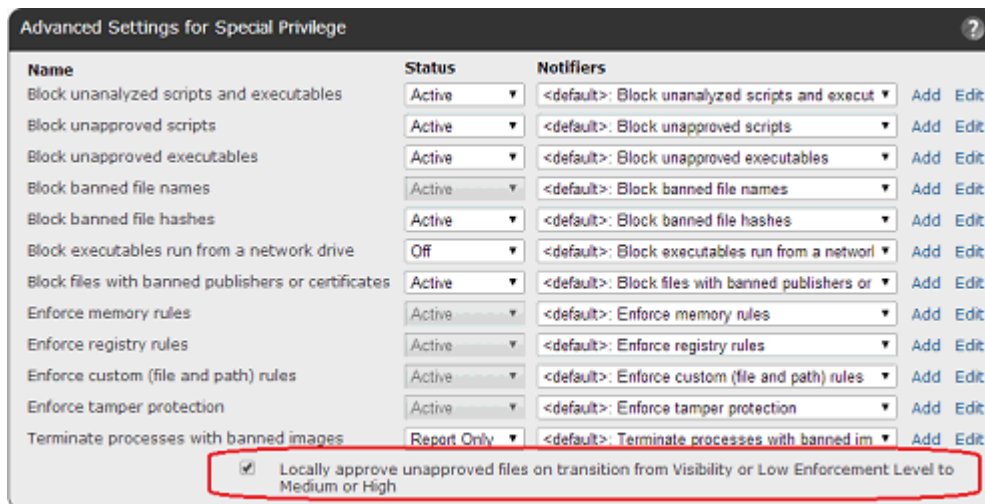 Advanced Settings for Special Privilege ?
Name Status Notifiers
Block unanalyzed scripts and executables Active <default>: Block unanalyzed scripts and execut Add Edit
Block unapproved scripts Active <default>: Block unapproved scripts Add Edit
Block unapproved executables Active <default>: Block unapproved executables Add Edit
Block banned file names Active <default>: Block banned file names Add Edit
Block banned file hashes Active <default>: Block banned file hashes Add Edit
Block executables run from a network drive Off <default>: Block executables run from a networl Add Edit
Block files with banned publishers or certificates Active <default>: Block files with banned publishers or Add Edit
Enforce memory rules Active <default>: Enforce memory rules Add Edit
Enforce registry rules Active <default>: Enforce registry rules Add Edit
Enforce custom (file and path) rules Active <default>: Enforce custom (file and path) rules Add Edit
Enforce tamper protection Active <default>: Enforce tamper protection Add Edit
Terminate processes with banned images Report Only <default>: Terminate processes with banned im Add Edit
Locally approve unapproved files on transition from Visibility or Low Enforcement Level to
Medium or High